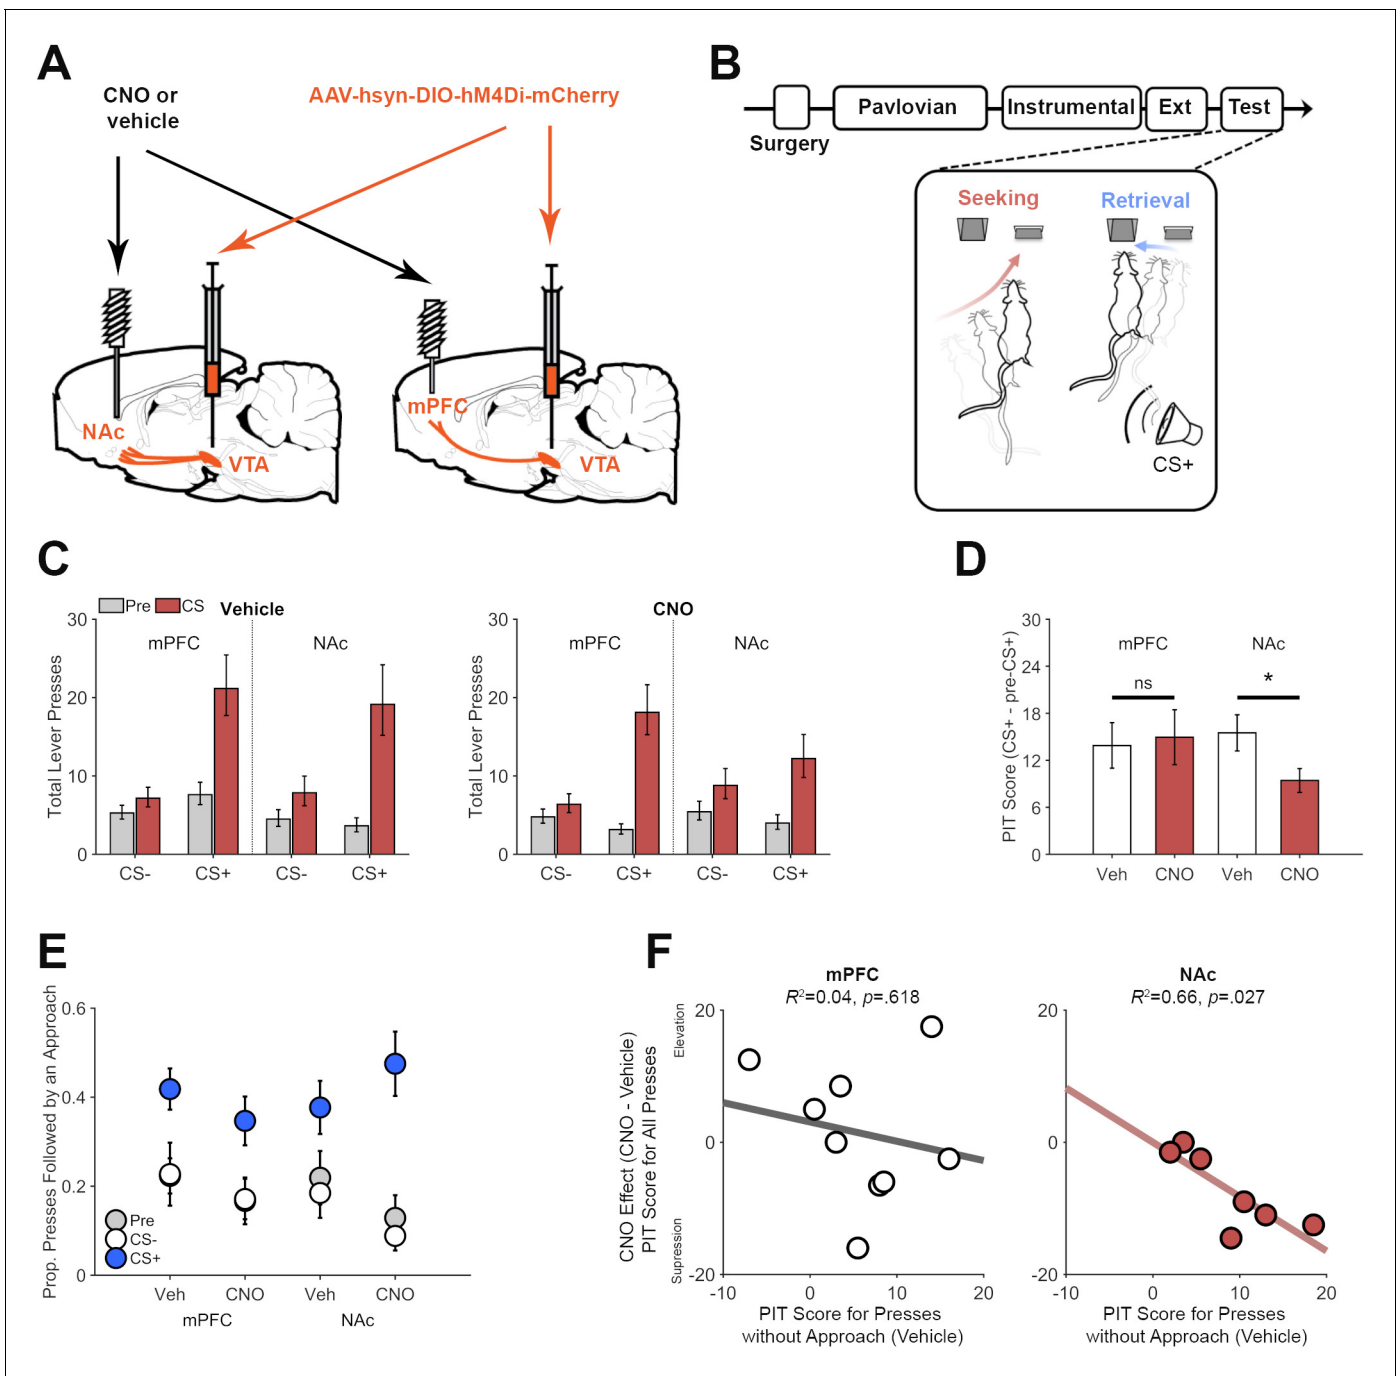 A
CNO or
vehicle
AAV-hsyn-DIO-hM4Di-mCherry
NAc
VTA
mPFC
VTA
B
Surgery
Pavlovian
Instrumental
Ext
Test
Seeking
Retrieval
CS+
C
Pre
CS
Vehicle
mPFC
NAc
Total Lever Presses
30
20
10
0
CS-
CS+
CS-
CS+
CNO
mPFC
NAc
Total Lever Presses
30
20
10
0
CS-
CS+
CS-
CS+
D
PIT Score (CS+ - pre-CS+)
30
24
18
12
6
0
mPFC
NAc
ns
*
Veh
CNO
Veh
CNO
E
Prop. Presses Followed by an Approach
0.6
0.4
0.2
0
Pre
CS-
CS+
Veh
CNO
Veh
CNO
mPFC
NAc
F
mPFC
R²=0.04, p=.618
CNO Effect (CNO - Vehicle)
PIT Score for All Presses
Elevation
Supression
20
0
-20
-10
0
10
20
PIT Score for Presses
without Approach (Vehicle)
NAc
R²=0.66, p=.027
20
0
-20
-10
0
10
20
PIT Score for Presses
without Approach (Vehicle)